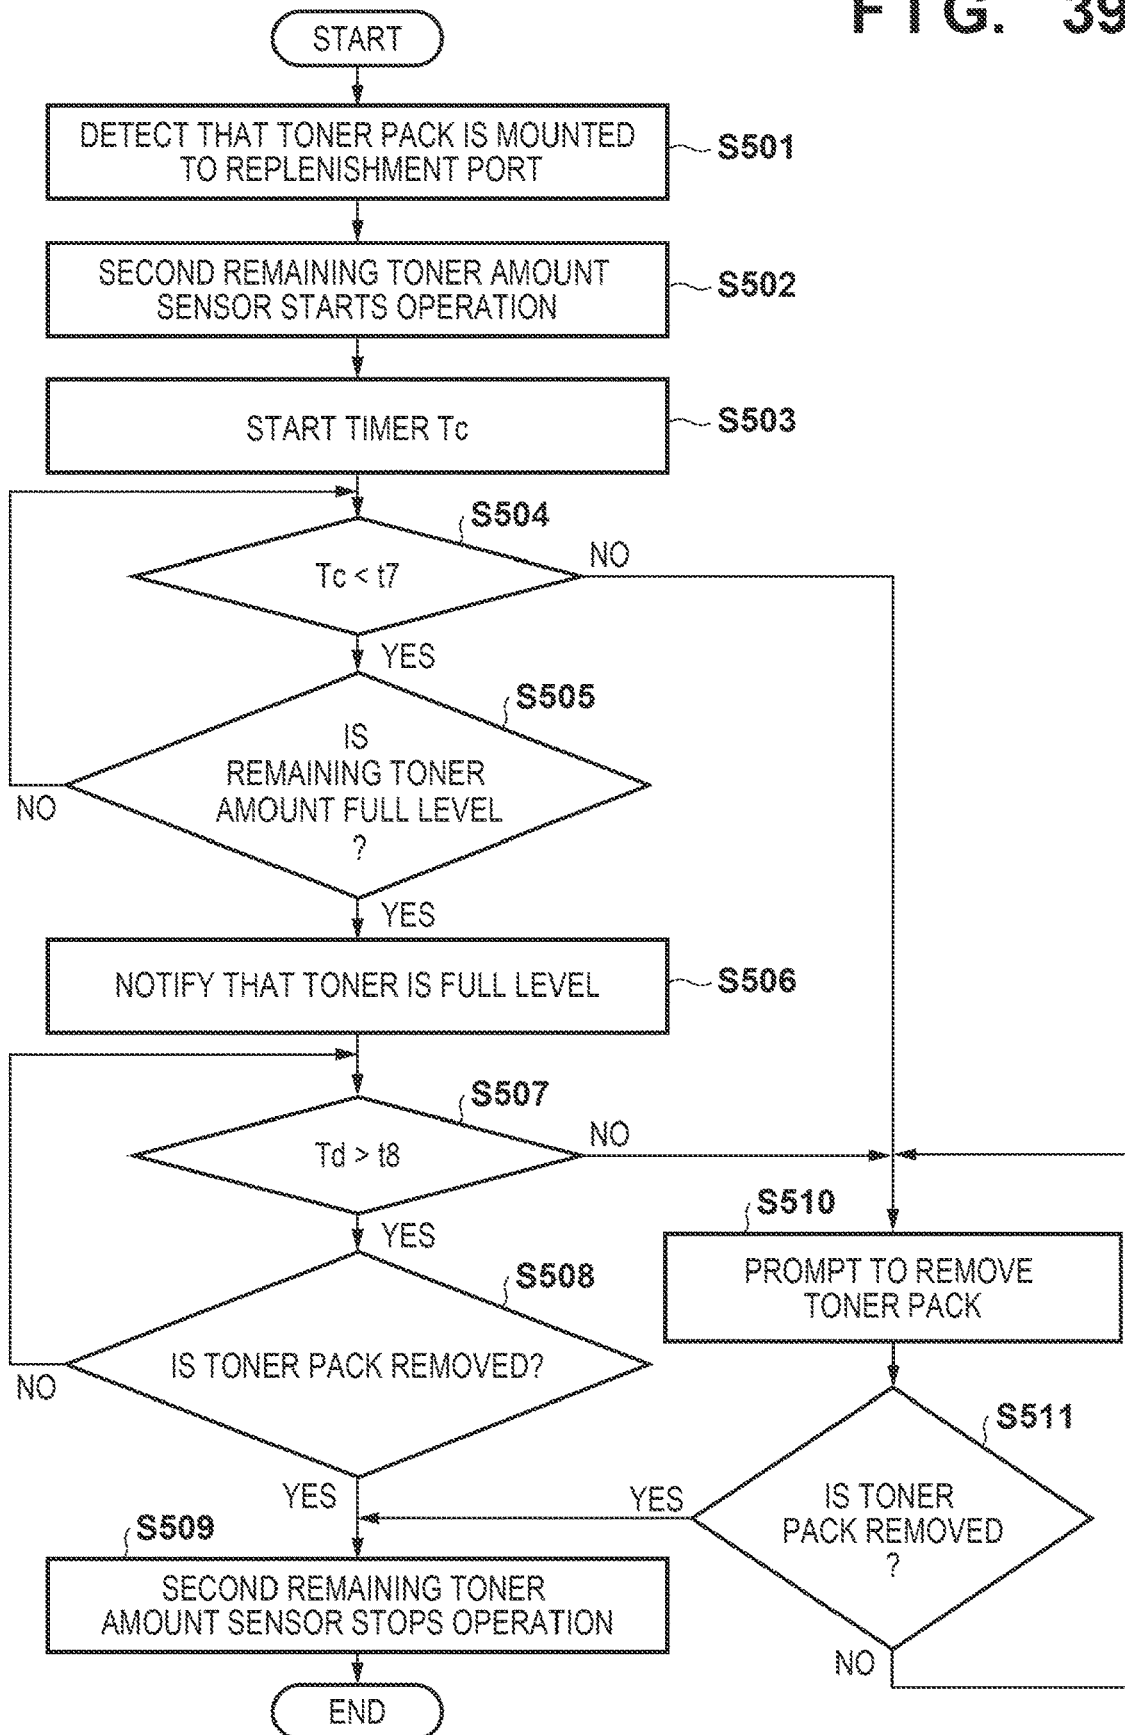 FIG. 39
START
DETECT THAT TONER PACK IS MOUNTED
TO REPLENISHMENT PORT
S501
SECOND REMAINING TONER AMOUNT
SENSOR STARTS OPERATION
S502
START TIMER Tc
S503
S504
Tc < t7
NO
YES
S505
IS
REMAINING TONER
AMOUNT FULL LEVEL
?
NO
YES
NOTIFY THAT TONER IS FULL LEVEL
S506
S507
Td > t8
NO
YES
S508
IS TONER PACK REMOVED?
NO
YES
S510
PROMPT TO REMOVE
TONER PACK
S511
IS TONER
PACK REMOVED
?
YES
NO
S509
SECOND REMAINING TONER
AMOUNT SENSOR STOPS OPERATION
END